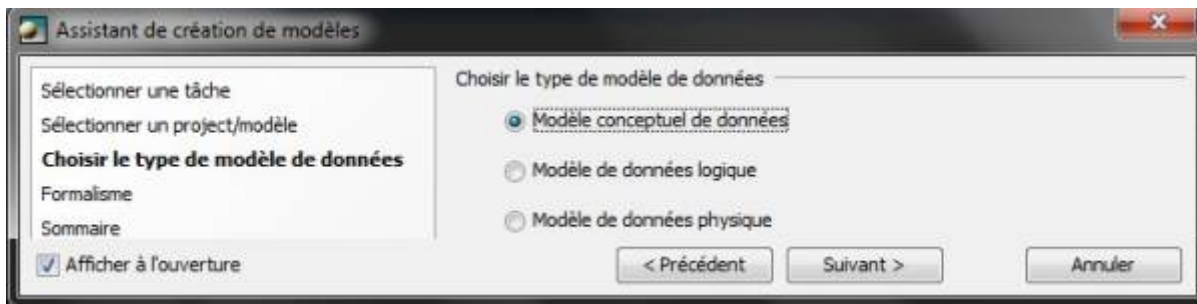 Assistant de création de modèles
Sélectionner une tâche
Sélectionner un project/modèle
Choisir le type de modèle de données
Formalisme
Sommaire
Afficher à l'ouverture
Choisir le type de modèle de données
Modèle conceptuel de données
Modèle de données logique
Modèle de données physique
< Précédent
Suivant >
Annuler